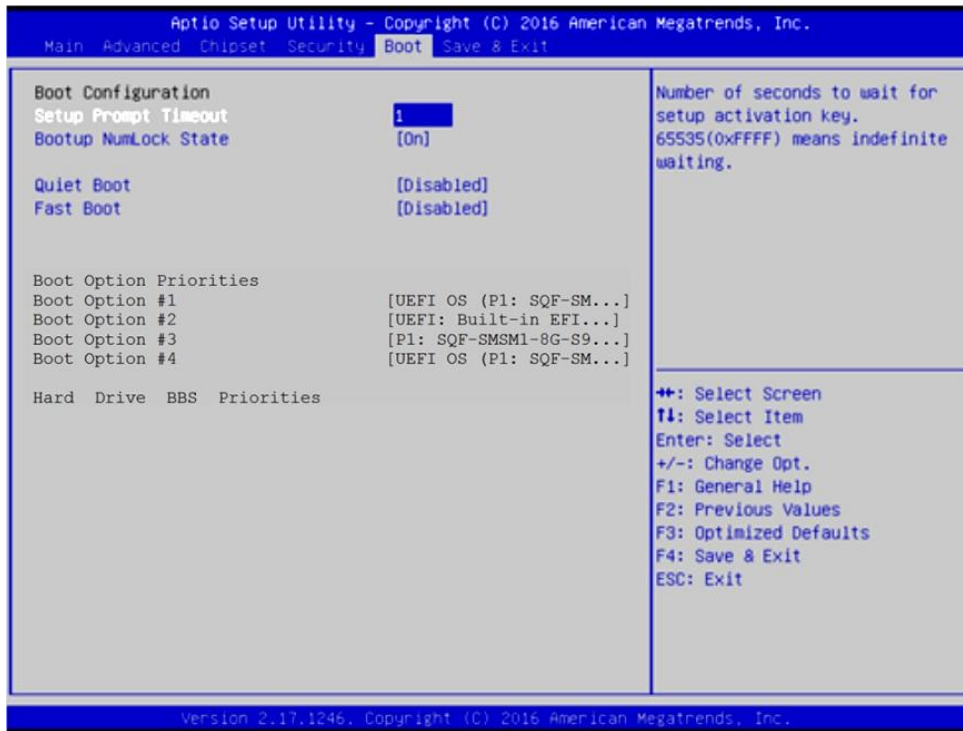 Aptio Setup Utility - Copyright (C) 2016 American Megatrends, Inc.
Main Advanced Chipset Security Boot Save & Exit
Boot Configuration
Setup Prompt Timeout 1
Bootup NumLock State [On]
Quiet Boot [Disabled]
Fast Boot [Disabled]
Boot Option Priorities
Boot Option #1 [UEFI OS (P1: SQF-SM...]
Boot Option #2 [UEFI: Built-in EFI...]
Boot Option #3 [P1: SQF-SMSM1-8G-S9...]
Boot Option #4 [UEFI OS (P1: SQF-SM...]
Hard Drive BBS Priorities
Number of seconds to wait for
setup activation key.
65535(0xFFFF) means indefinite
waiting.
→←: Select Screen
↑↓: Select Item
Enter: Select
+/-: Change Opt.
F1: General Help
F2: Previous Values
F3: Optimized Defaults
F4: Save & Exit
ESC: Exit
Version 2.17.1246. Copyright (C) 2016 American Megatrends, Inc.